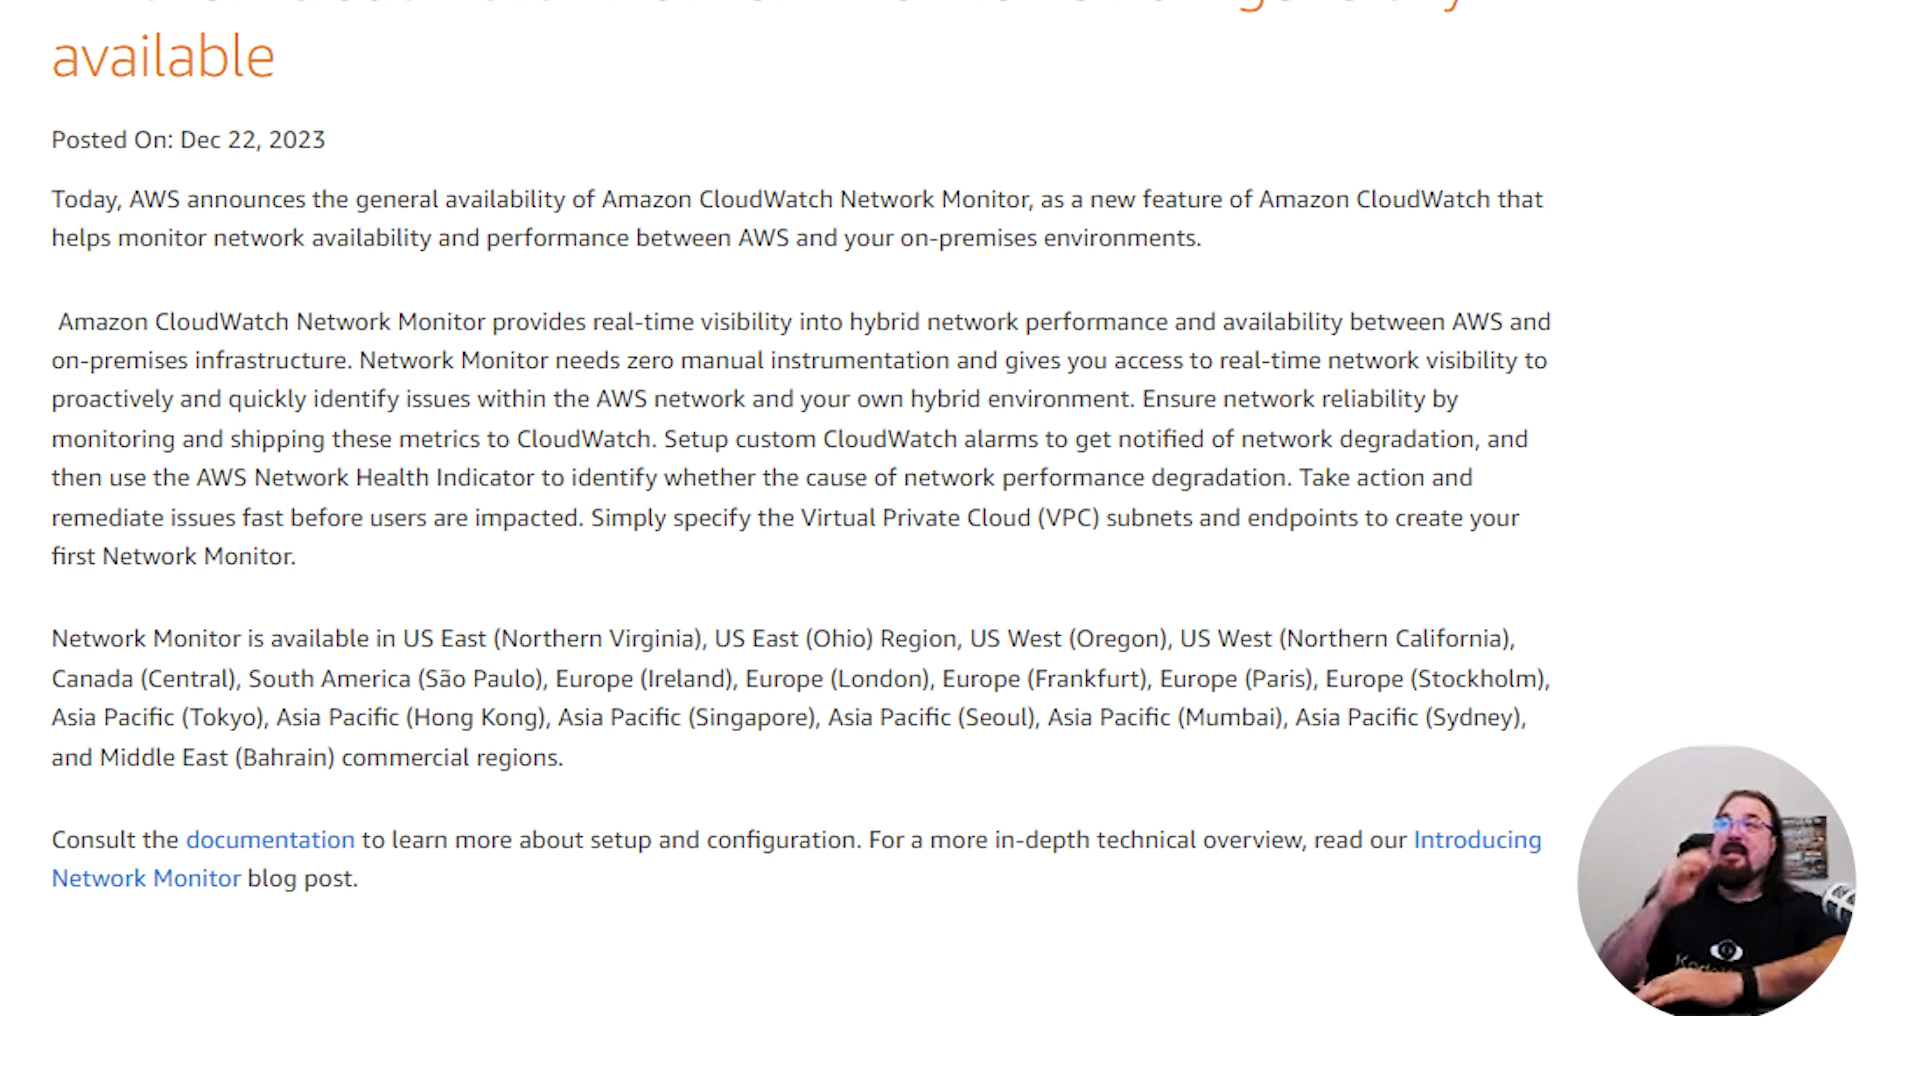 available
Posted On: Dec 22, 2023
Today, AWS announces the general availability of Amazon CloudWatch Network Monitor, as a new feature of Amazon CloudWatch that
helps monitor network availability and performance between AWS and your on-premises environments.
Amazon CloudWatch Network Monitor provides real-time visibility into hybrid network performance and availability between AWS and
on-premises infrastructure. Network Monitor needs zero manual instrumentation and gives you access to real-time network visibility to
proactively and quickly identify issues within the AWS network and your own hybrid environment. Ensure network reliability by
monitoring and shipping these metrics to CloudWatch. Setup custom CloudWatch alarms to get notified of network degradation, and
then use the AWS Network Health Indicator to identify whether the cause of network performance degradation. Take action and
remediate issues fast before users are impacted. Simply specify the Virtual Private Cloud (VPC) subnets and endpoints to create your
first Network Monitor.
Network Monitor is available in US East (Northern Virginia), US East (Ohio) Region, US West (Oregon), US West (Northern California),
Canada (Central), South America (São Paulo), Europe (Ireland), Europe (London), Europe (Frankfurt), Europe (Paris), Europe (Stockholm),
Asia Pacific (Tokyo), Asia Pacific (Hong Kong), Asia Pacific (Singapore), Asia Pacific (Seoul), Asia Pacific (Mumbai), Asia Pacific (Sydney),
and Middle East (Bahrain) commercial regions.
Consult the documentation to learn more about setup and configuration. For a more in-depth technical overview, read our Introducing
Network Monitor blog post.